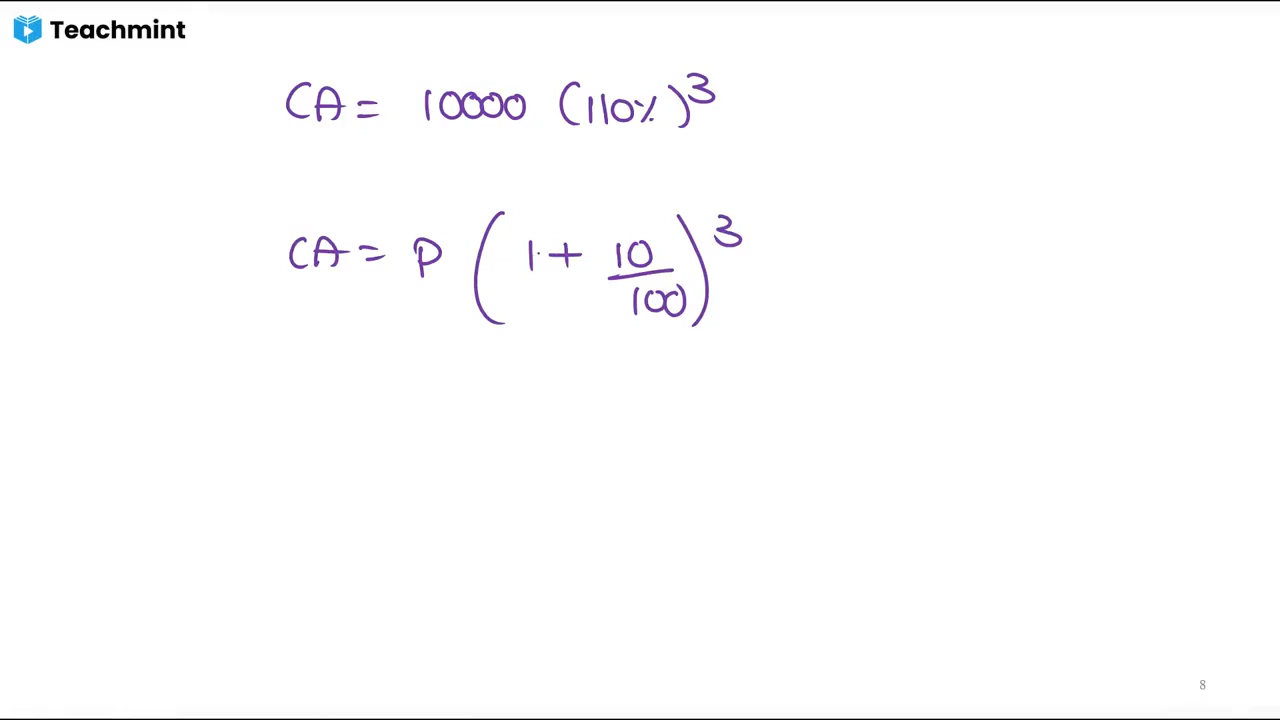 Teachmint
CA = 10000 (110%)^3
CA = P (1 + 10/100)^3
8